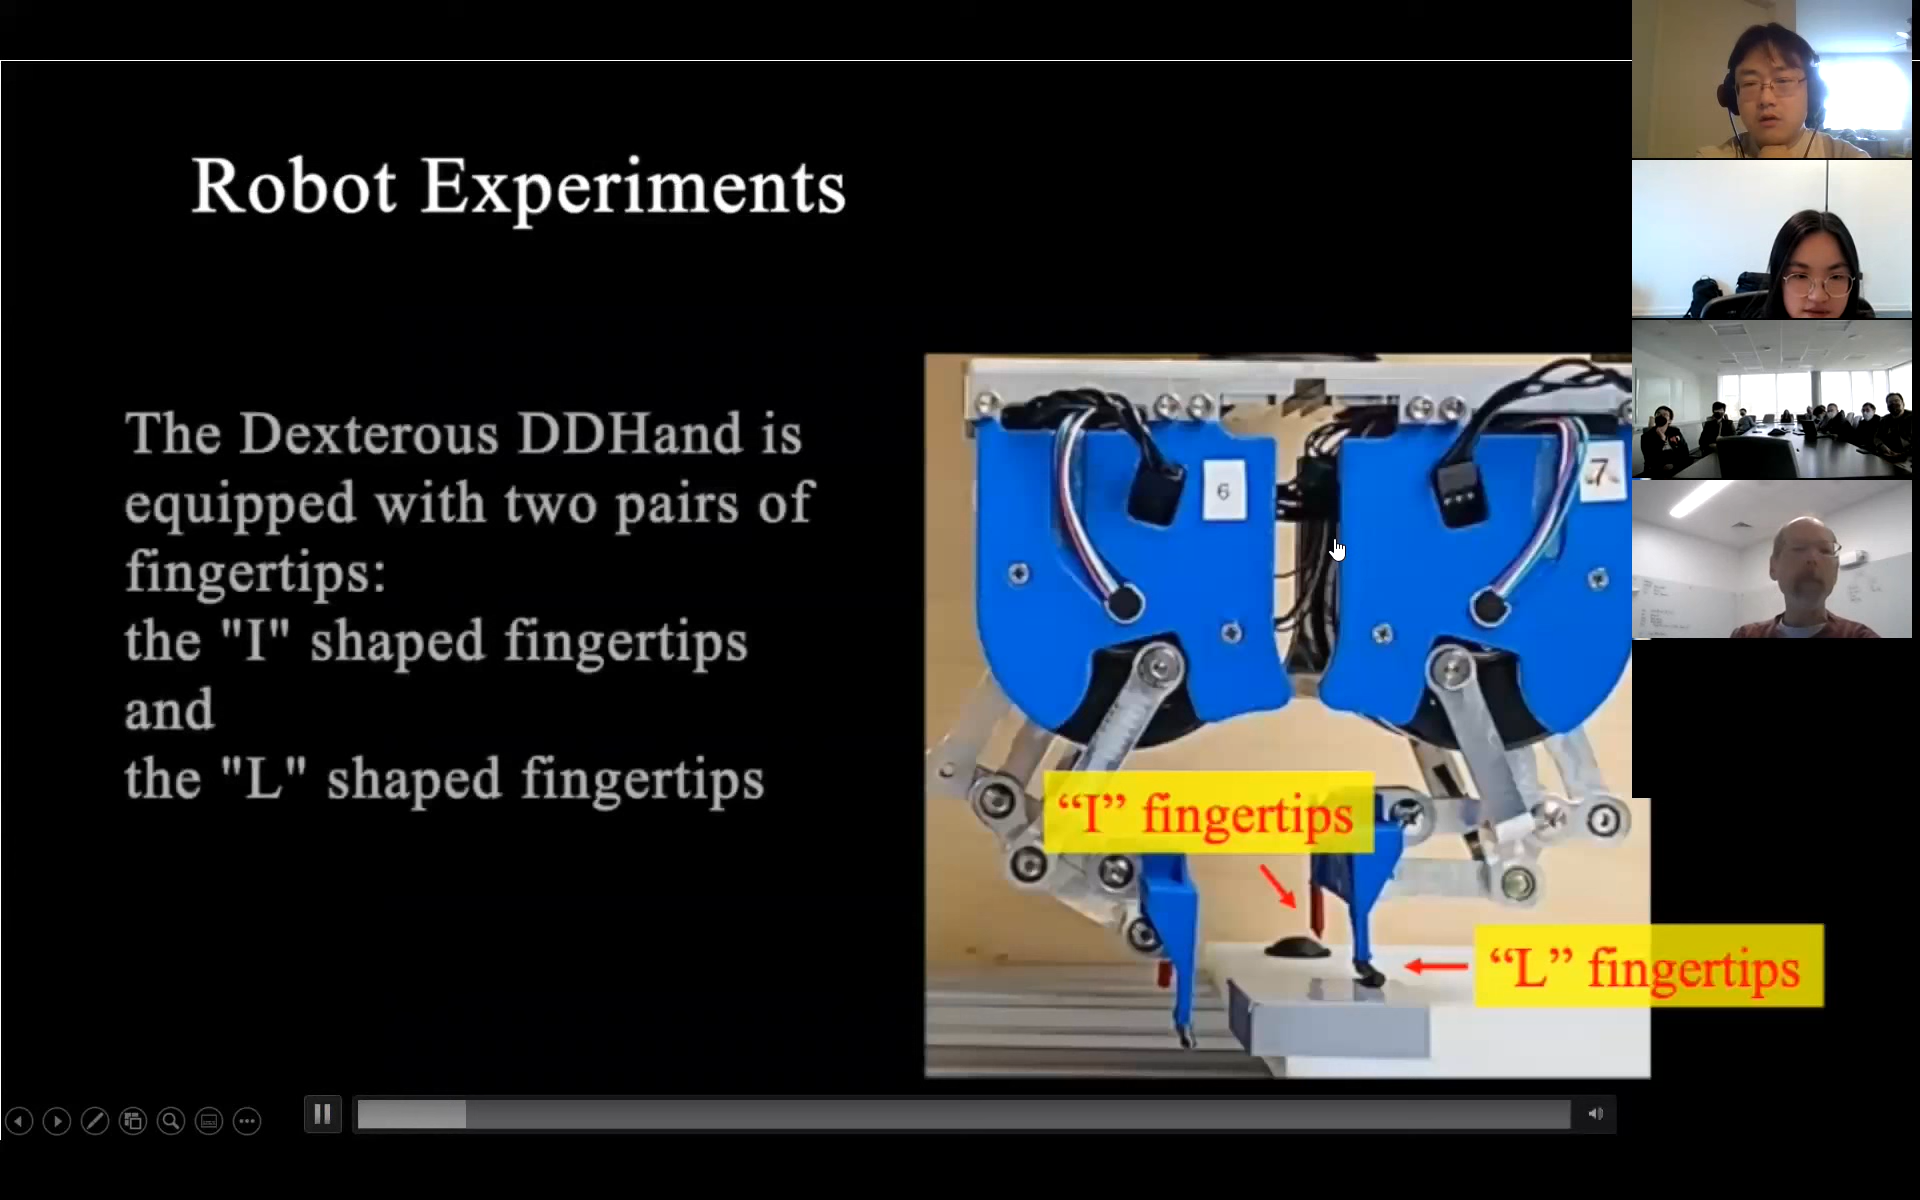 Robot Experiments
The Dexterous DDHand is
equipped with two pairs of
fingertips:
the "I" shaped fingertips
and
the "L" shaped fingertips
6
7
“I” fingertips
“L” fingertips